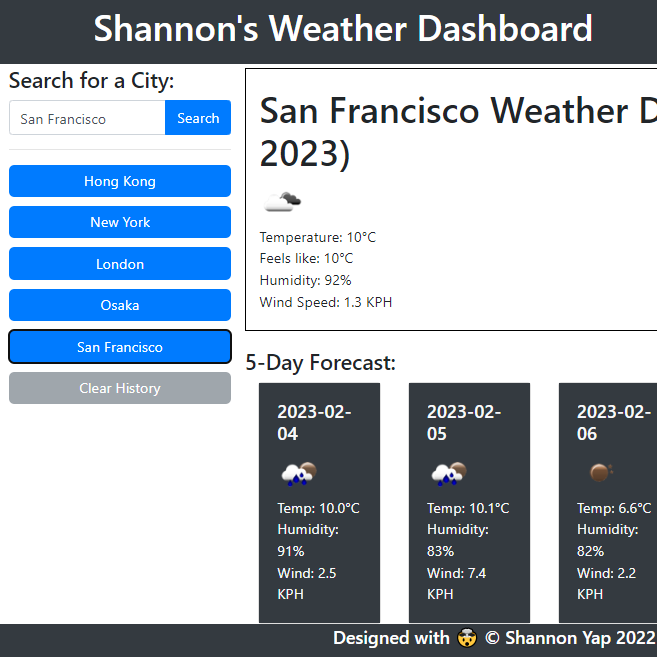 Shannon's Weather Dashboard
Search for a City:
San Francisco
Search
Hong Kong
New York
London
Osaka
San Francisco
Clear History
San Francisco Weather
2023)
Temperature: 10°C
Feels like: 10°C
Humidity: 92%
Wind Speed: 1.3 KPH
5-Day Forecast:
2023-02-
04
Temp: 10.0°C
Humidity:
91%
Wind: 2.5
KPH
2023-02-
05
Temp: 10.1°C
Humidity:
83%
Wind: 7.4
KPH
2023-02-
06
Temp: 6.6°C
Humidity:
82%
Wind: 2.2
KPH
Designed with 🤯 © Shannon Yap 2022